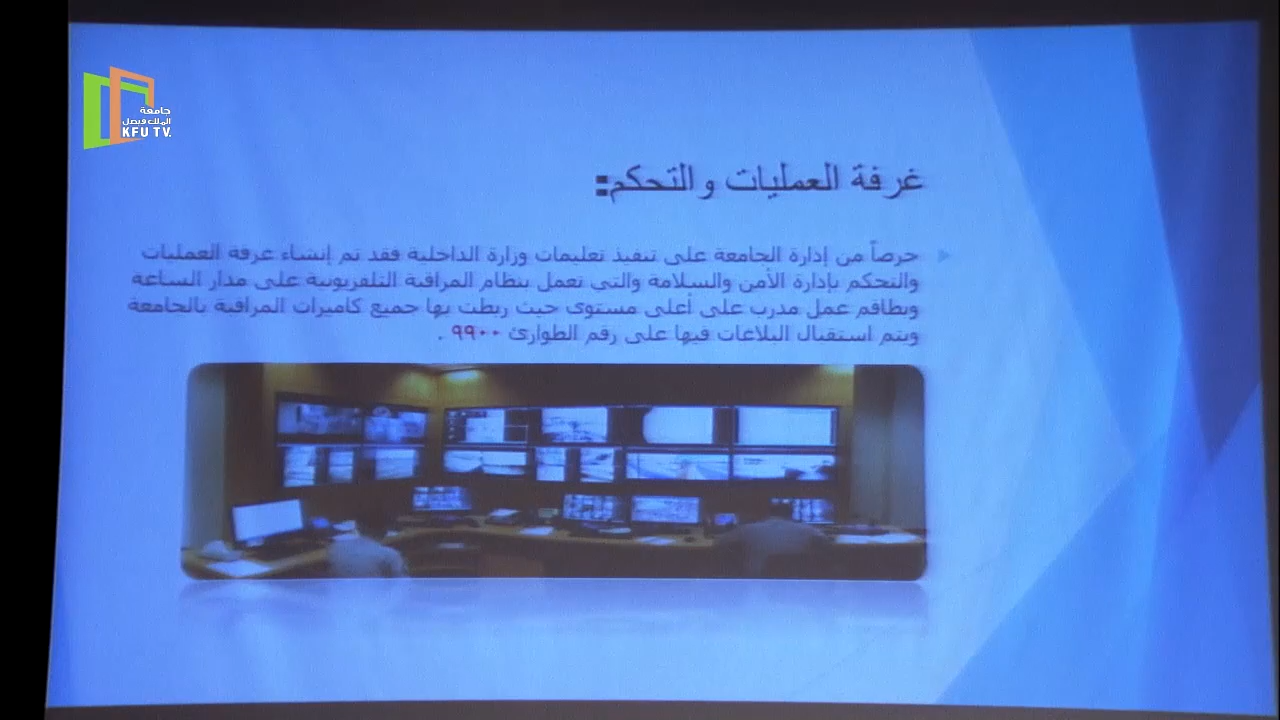 جامعة
الملك فيصل
KFU TV.
غرفة العمليات والتحكم:
حرصاً من إدارة الجامعة على تنفيذ تعليمات وزارة الداخلية فقد تم إنشاء غرفة العمليات
والتحكم بإدارة الأمن والسلامة والتي تعمل بنظام المراقبة التلفزيونية على مدار الساعة
وبطاقم عمل مدرب على أعلى مستوى حيث ربطت بها جميع كاميرات المراقبة بالجامعة
ويتم استقبال البلاغات فيها على رقم الطوارئ ٩٩٠٠ .